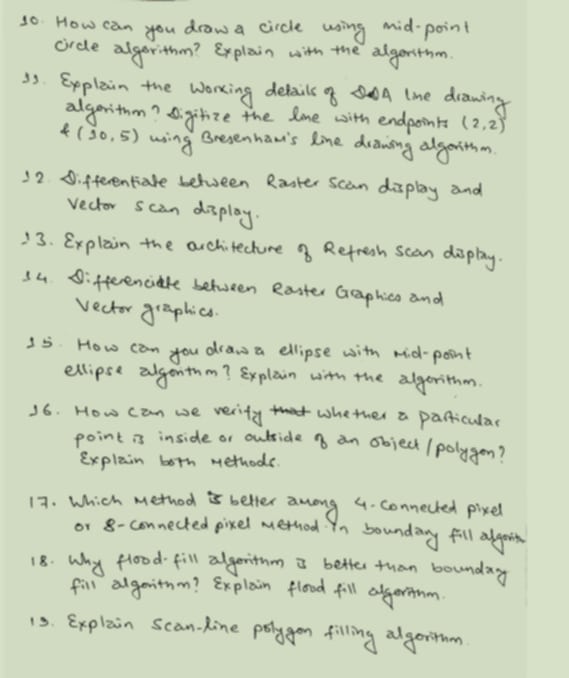 10. How can you draw a circle using mid-point
circle algorithm? Explain with the algorithm.
11. Explain the working details of DDA line drawing
algorithm? Digitize the line with endpoints (2,2)
& (10,5) using Bresenham's line drawing algorithm.
12. Differentiate between Raster scan display and
Vector scan display.
13. Explain the architecture of Refresh scan display.
14. Differenciate between Raster Graphics and
Vector graphics.
15. How can you draw a ellipse with Mid-point
ellipse algorithm? Explain with the algorithm.
16. How can we verify that whether a particular
point is inside or outside of an object/polygon?
Explain both methods.
17. Which method is better among 4-connected pixel
or 8-connected pixel method in boundary fill algorithm
18. Why flood-fill algorithm is better than boundary
fill algorithm? Explain flood fill algorithm.
19. Explain scan-line polygon filling algorithm.